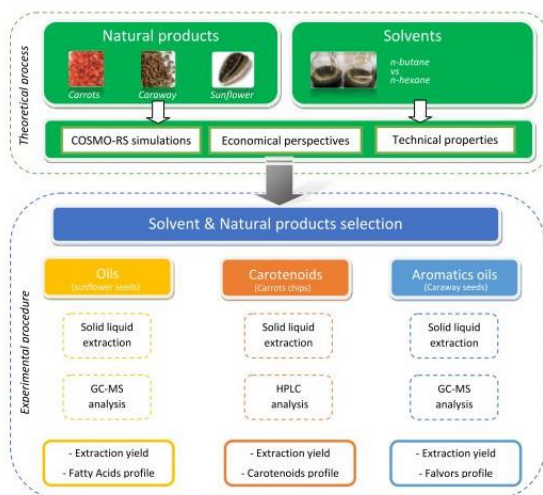 Theoretical process
Natural products
Carrots
Caraway
Sunflower
Solvents
n-butane
vs
n-hexane
COSMO-RS simulations
Economical perspectives
Technical properties
Experimental procedure
Solvent & Natural products selection
Oils
(sunflower seeds)
Carotenoids
(Carrots chips)
Aromatics oils
(Caraway seeds)
Solid liquid
extraction
Solid liquid
extraction
Solid liquid
extraction
GC-MS
analysis
HPLC
analysis
GC-MS
analysis
- Extraction yield
- Fatty Acids profile
- Extraction yield
- Carotenoids profile
- Extraction yield
- Falvors profile